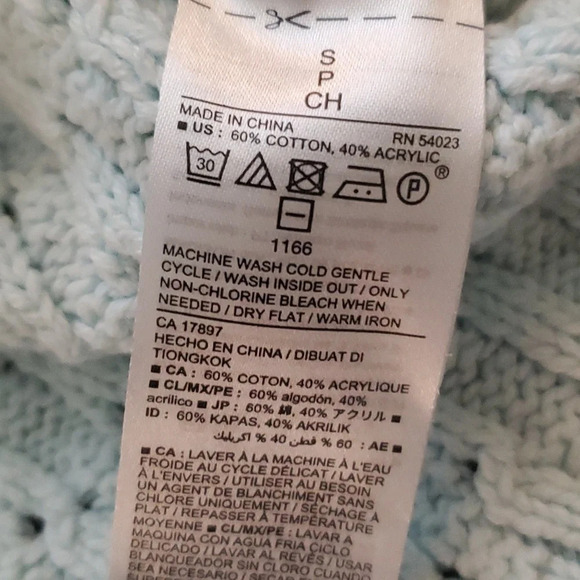 S
P
CH
MADE IN CHINA RN 54023
■ US : 60% COTTON, 40% ACRYLIC
30 P ®
1166
MACHINE WASH COLD GENTLE
CYCLE / WASH INSIDE OUT / ONLY
NON-CHLORINE BLEACH WHEN
NEEDED / DRY FLAT / WARM IRON
CA 17897
HECHO EN CHINA / DIBUAT DI
TIONGKOK
■ CA : 60% COTON, 40% ACRYLIQUE
■ CL/MX/PE : 60% algodón, 40%
acrílico ■ JP : 60% 綿, 40% アクリル ■
ID : 60% KAPAS, 40% AKRILIK
■ AE : 60 % قطن 40 % اكريليك
■ CA : LAVER À LA MACHINE À L'EAU
FROIDE AU CYCLE DÉLICAT / LAVER
À L'ENVERS / UTILISER AU BESOIN
UN AGENT DE BLANCHIMENT SANS
CHLORE UNIQUEMENT / SÉCHAGE À
PLAT / REPASSER À TEMPÉRATURE
MOYENNE ■ CL/MX/PE : LAVAR A
MAQUINA CON AGUA FRIA CICLO
DELICADO / LAVAR AL REVÉS / USAR
BLANQUEADOR SIN CLORO CUANDO
SEA NECESARIO / SECAR